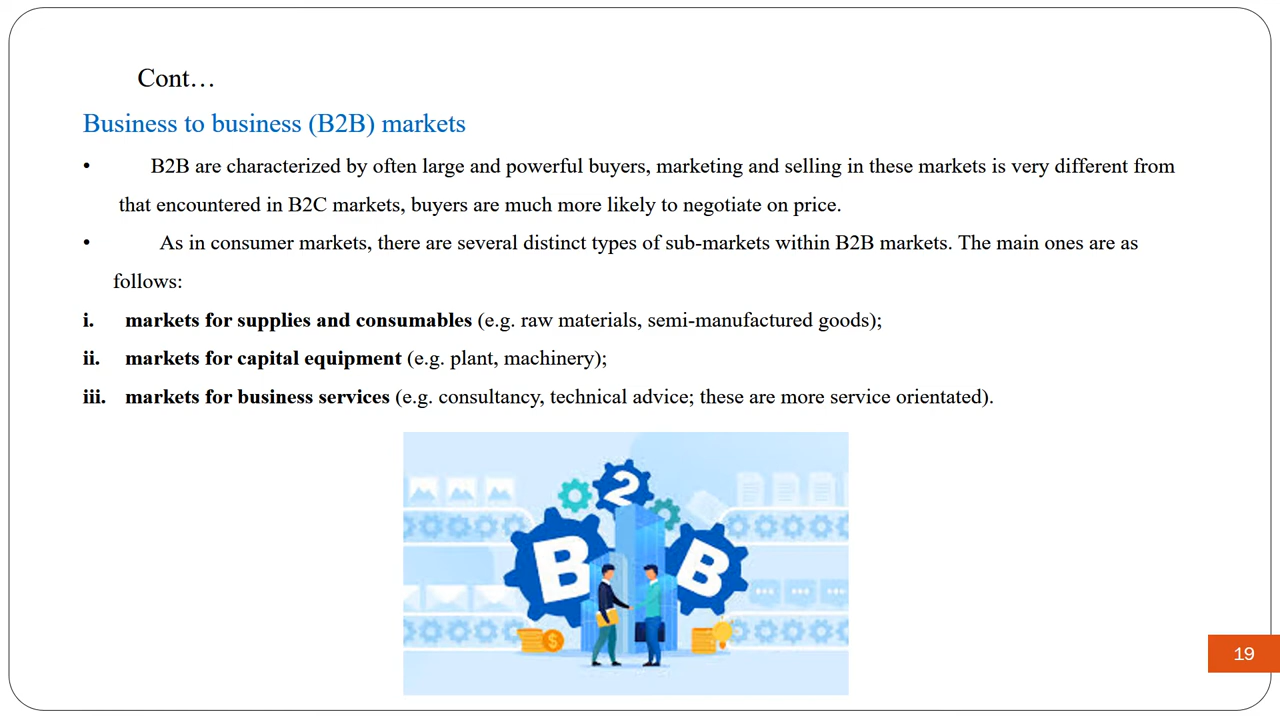 Cont…
Business to business (B2B) markets
• B2B are characterized by often large and powerful buyers, marketing and selling in these markets is very different from
that encountered in B2C markets, buyers are much more likely to negotiate on price.
• As in consumer markets, there are several distinct types of sub-markets within B2B markets. The main ones are as
follows:
i. markets for supplies and consumables (e.g. raw materials, semi-manufactured goods);
ii. markets for capital equipment (e.g. plant, machinery);
iii. markets for business services (e.g. consultancy, technical advice; these are more service orientated).
B 2 B
$
19